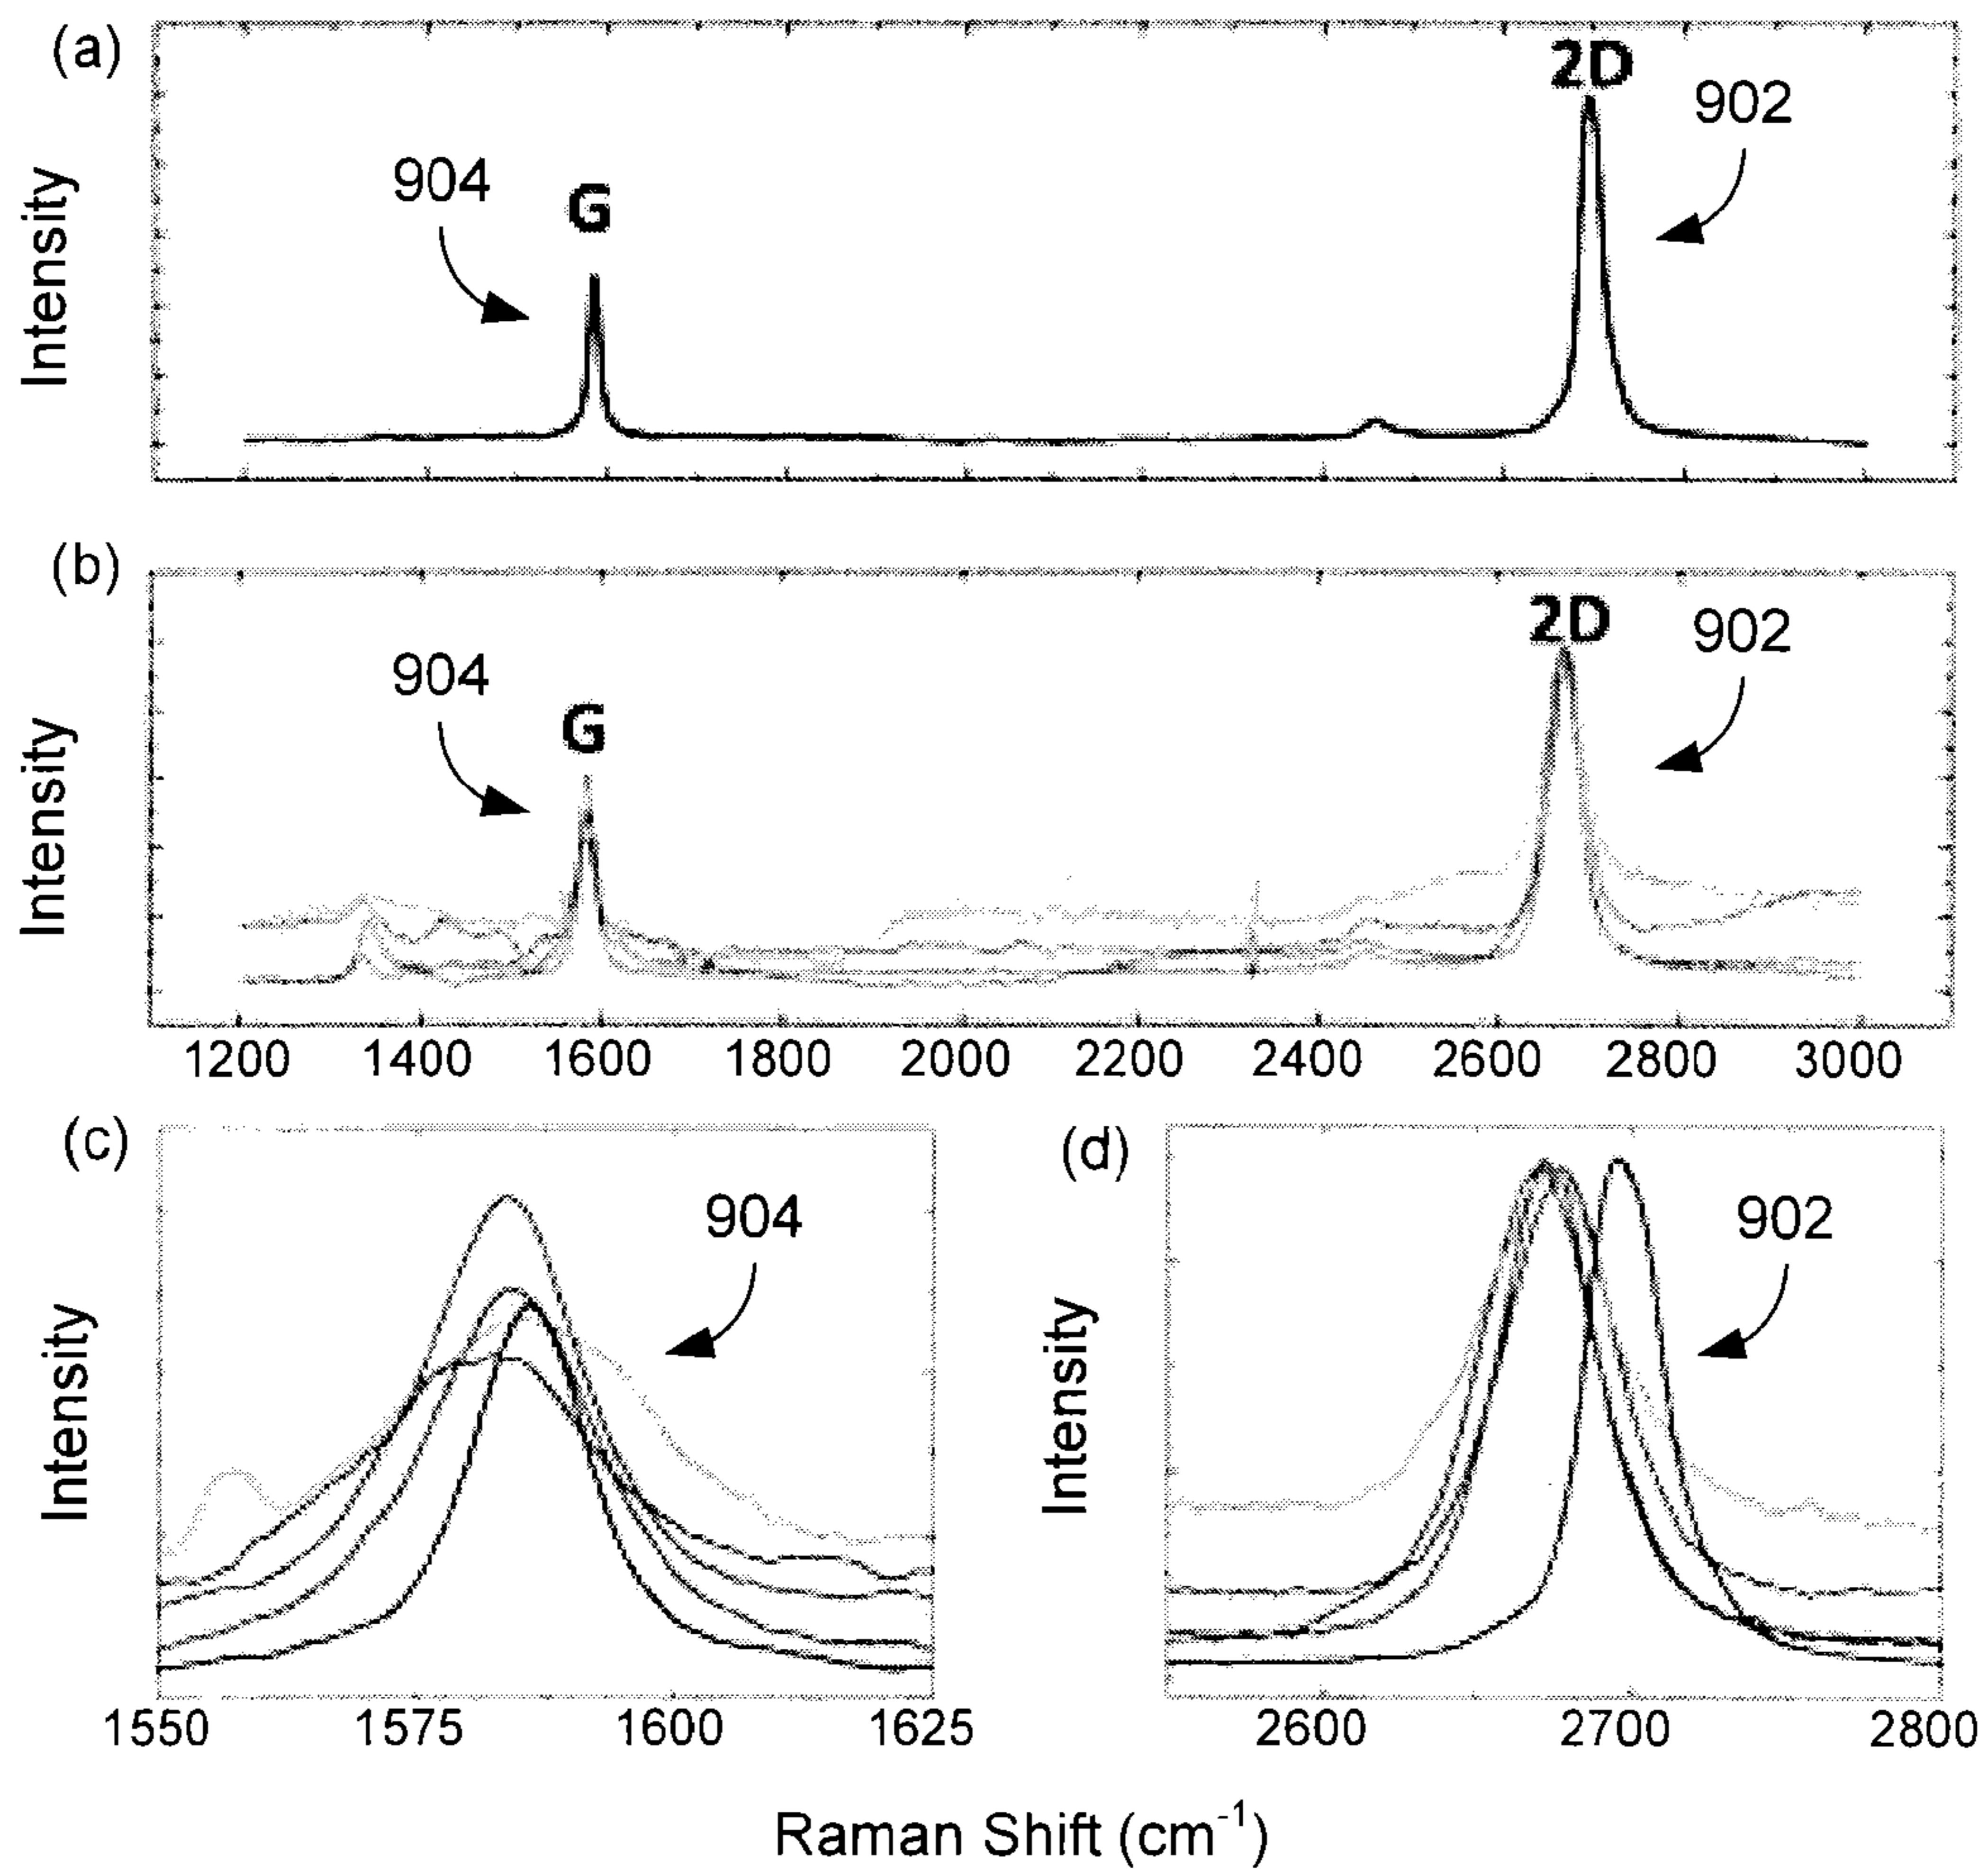 (a)
2D
902
904
G
Intensity
(b)
2D
902
904
G
Intensity
1200 1400 1600 1800 2000 2200 2400 2600 2800 3000
(c)
904
Intensity
1550 1575 1600 1625
(d)
902
Intensity
2600 2700 2800
Raman Shift (cm⁻¹)